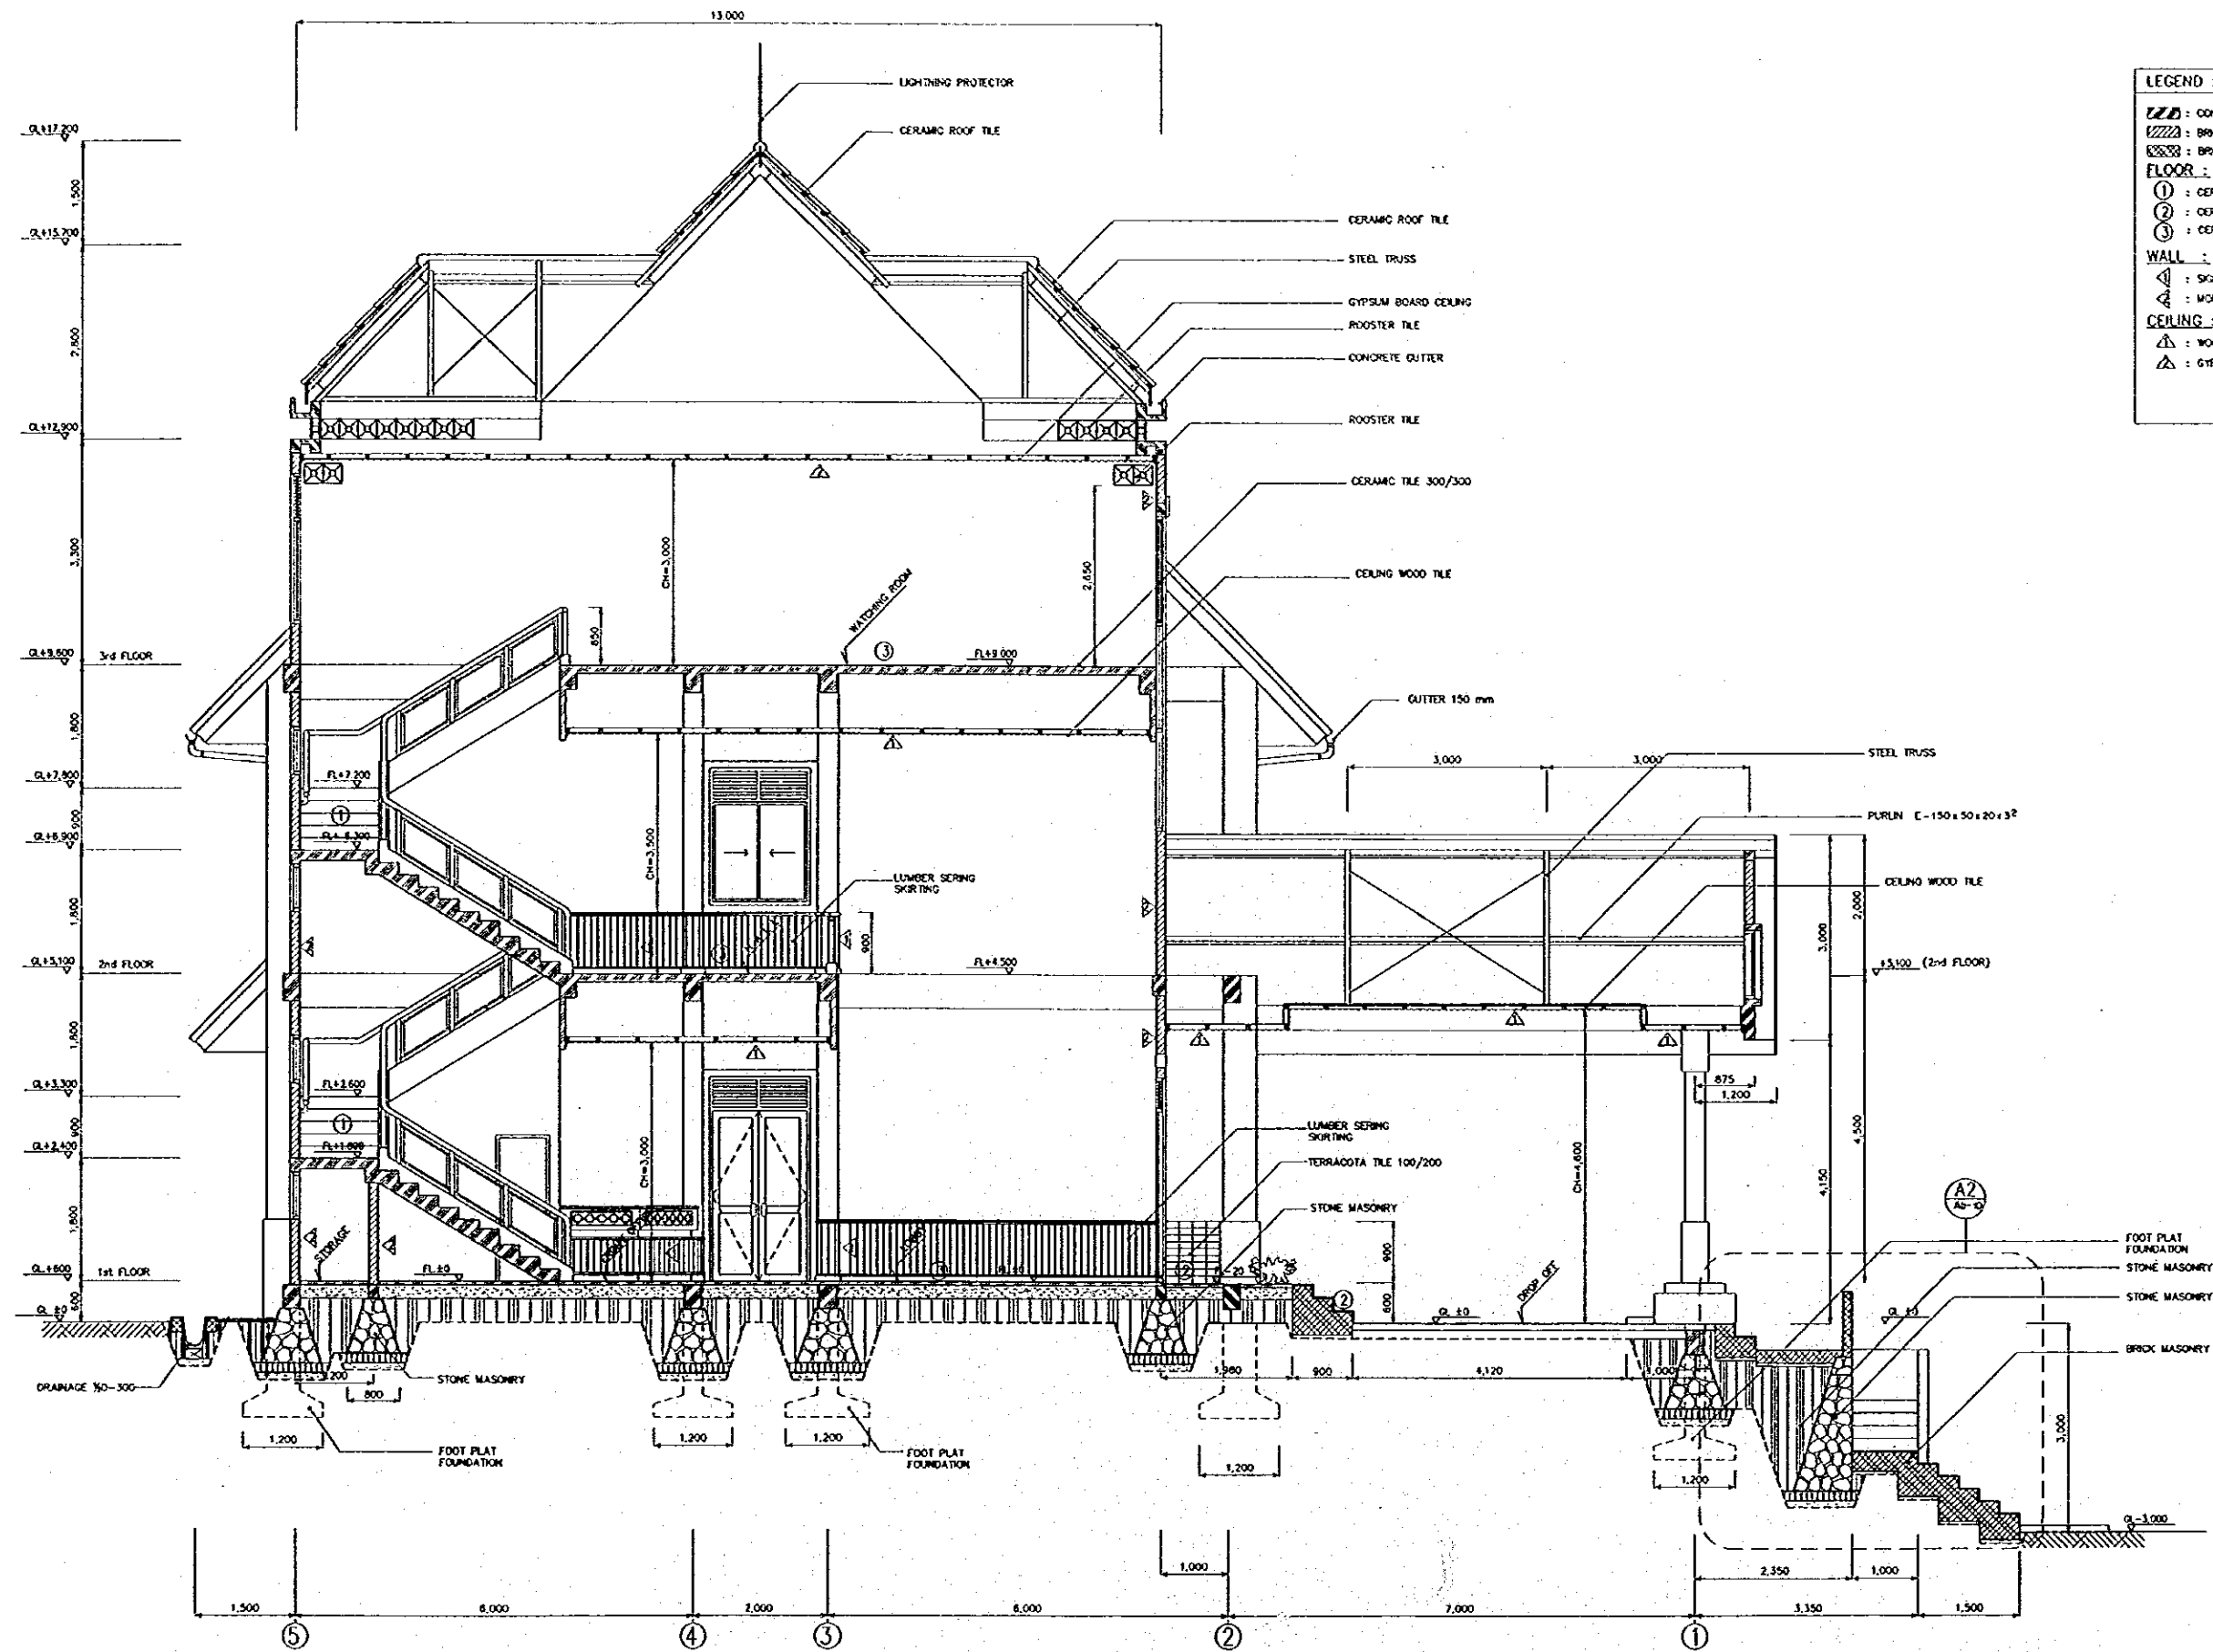 13,000
LIGHTNING PROTECTOR
CERAMIC ROOF TILE
CERAMIC ROOF TILE
STEEL TRUSS
GYPSUM BOARD CEILING
ROOSTER TILE
CONCRETE GUTTER
ROOSTER TILE
CERAMIC TILE 300/300
CEILING WOOD TILE
GUTTER 150 mm
STEEL TRUSS
CEILING WOOD TILE
LEGEND :
FLOOR :
① :
② :
③ :
WALL :
CEILING :
GL+17,200
1,500
GL+15,700
2,800
GL+12,900
3,300
GL+9,600
3rd FLOOR
1,800
GL+7,800
900
GL+6,900
1,800
GL+5,100
2nd FLOOR
1,800
GL+3,300
900
GL+2,400
1,800
GL+600
1st FLOOR
600
GL ±0
CH=3,000
2,650
850
WATCHING ROOM
③
FL+9.000
FL+7.200
①
CH=3,500
LUMBER SERING
SKIRTING
900
FL+4.500
FL+2.600
①
CH=3,000
STORAGE
FL ±0
3,000
3,000
2,000
3,000
+5,100 (2nd FLOOR)
875
1,200
4,500
4,150
CH=4,600
LUMBER SERING
SKIRTING
TERRACOTA TILE 100/200
STONE MASONRY
900
600
②
GL ±0
DROP OFF
A2
FOOT PLAT
FOUNDATION
STONE MASONRY
STONE MASONRY
BRICK MASONRY
GL ±0
3,000
GL-3,000
800
STONE MASONRY
1,200
FOOT PLAT
FOUNDATION
1,200
1,200
FOOT PLAT
FOUNDATION
900
4,120
1,000
1,200
1,200
1,000
2,350
1,000
1,500
6,000
2,000
6,000
7,000
3,350
1,500
⑤
④
③
②
①